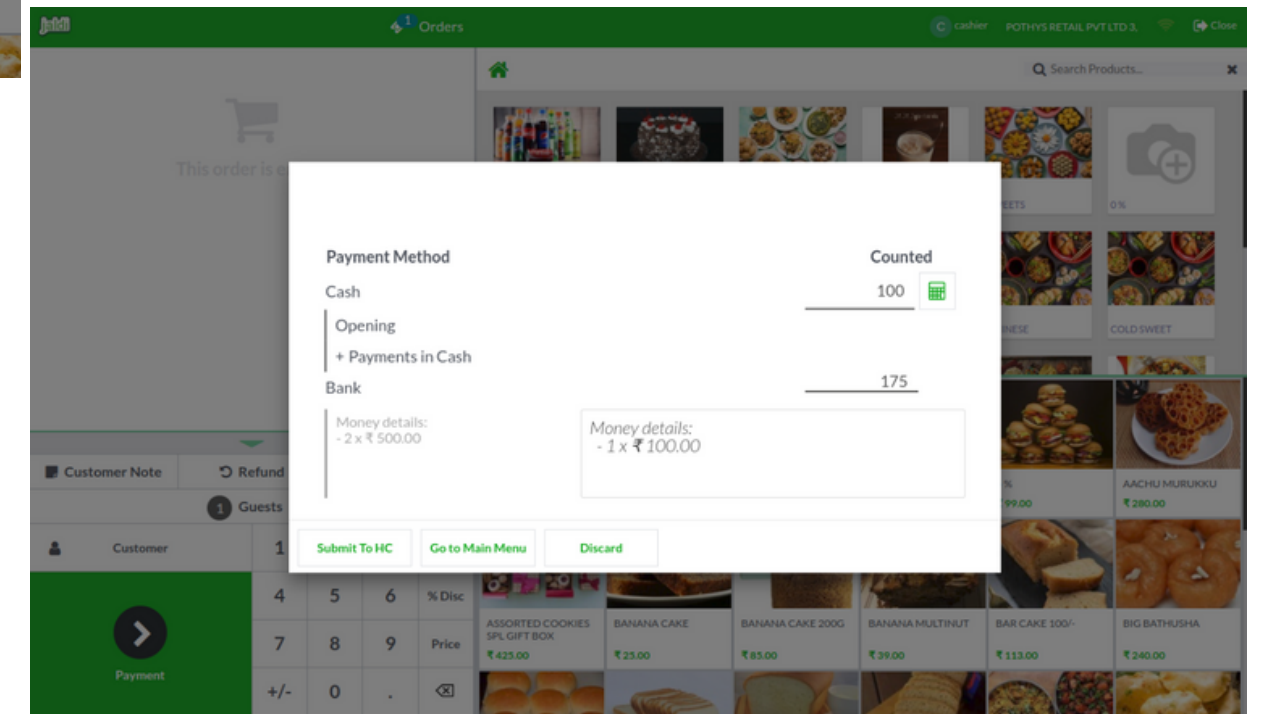 Jaldi
1 Orders
C cashier POTHYS RETAIL PVT LTD 3,
Close
Search Products...
This order is e
EETS
0 %
NESE
COLD SWEET
Payment Method Counted
Cash 100
Opening
+ Payments in Cash
Bank 175
Money details:
- 2 x ₹ 500.00
Money details:
- 1 x ₹ 100.00
Submit To HC
Go to Main Menu
Discard
Customer Note
Refund
1 Guests
Customer
1
4 5 6 % Disc
7 8 9 Price
+/- 0 .
Payment
%
99.00
AACHU MURUKKU
₹ 280.00
ASSORTED COOKIES
SPL GIFT BOX
₹ 425.00
BANANA CAKE
₹ 25.00
BANANA CAKE 200G
₹ 85.00
BANANA MULTINUT
₹ 39.00
BAR CAKE 100/-
₹ 113.00
BIG BATHUSHA
₹ 240.00